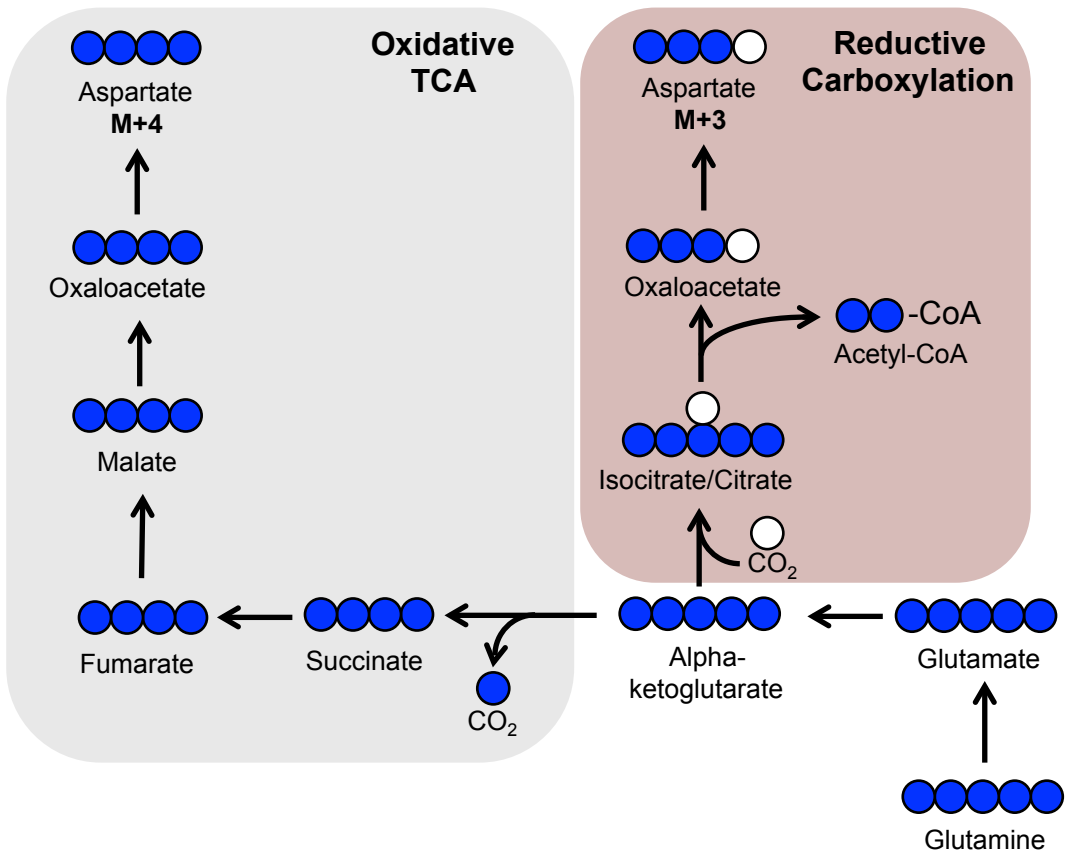 Oxidative
TCA
Aspartate
M+4
Oxaloacetate
Malate
Fumarate
Succinate
CO₂
Reductive
Carboxylation
Aspartate
M+3
Oxaloacetate
-CoA
Acetyl-CoA
Isocitrate/Citrate
CO₂
Alpha-
ketoglutarate
Glutamate
Glutamine